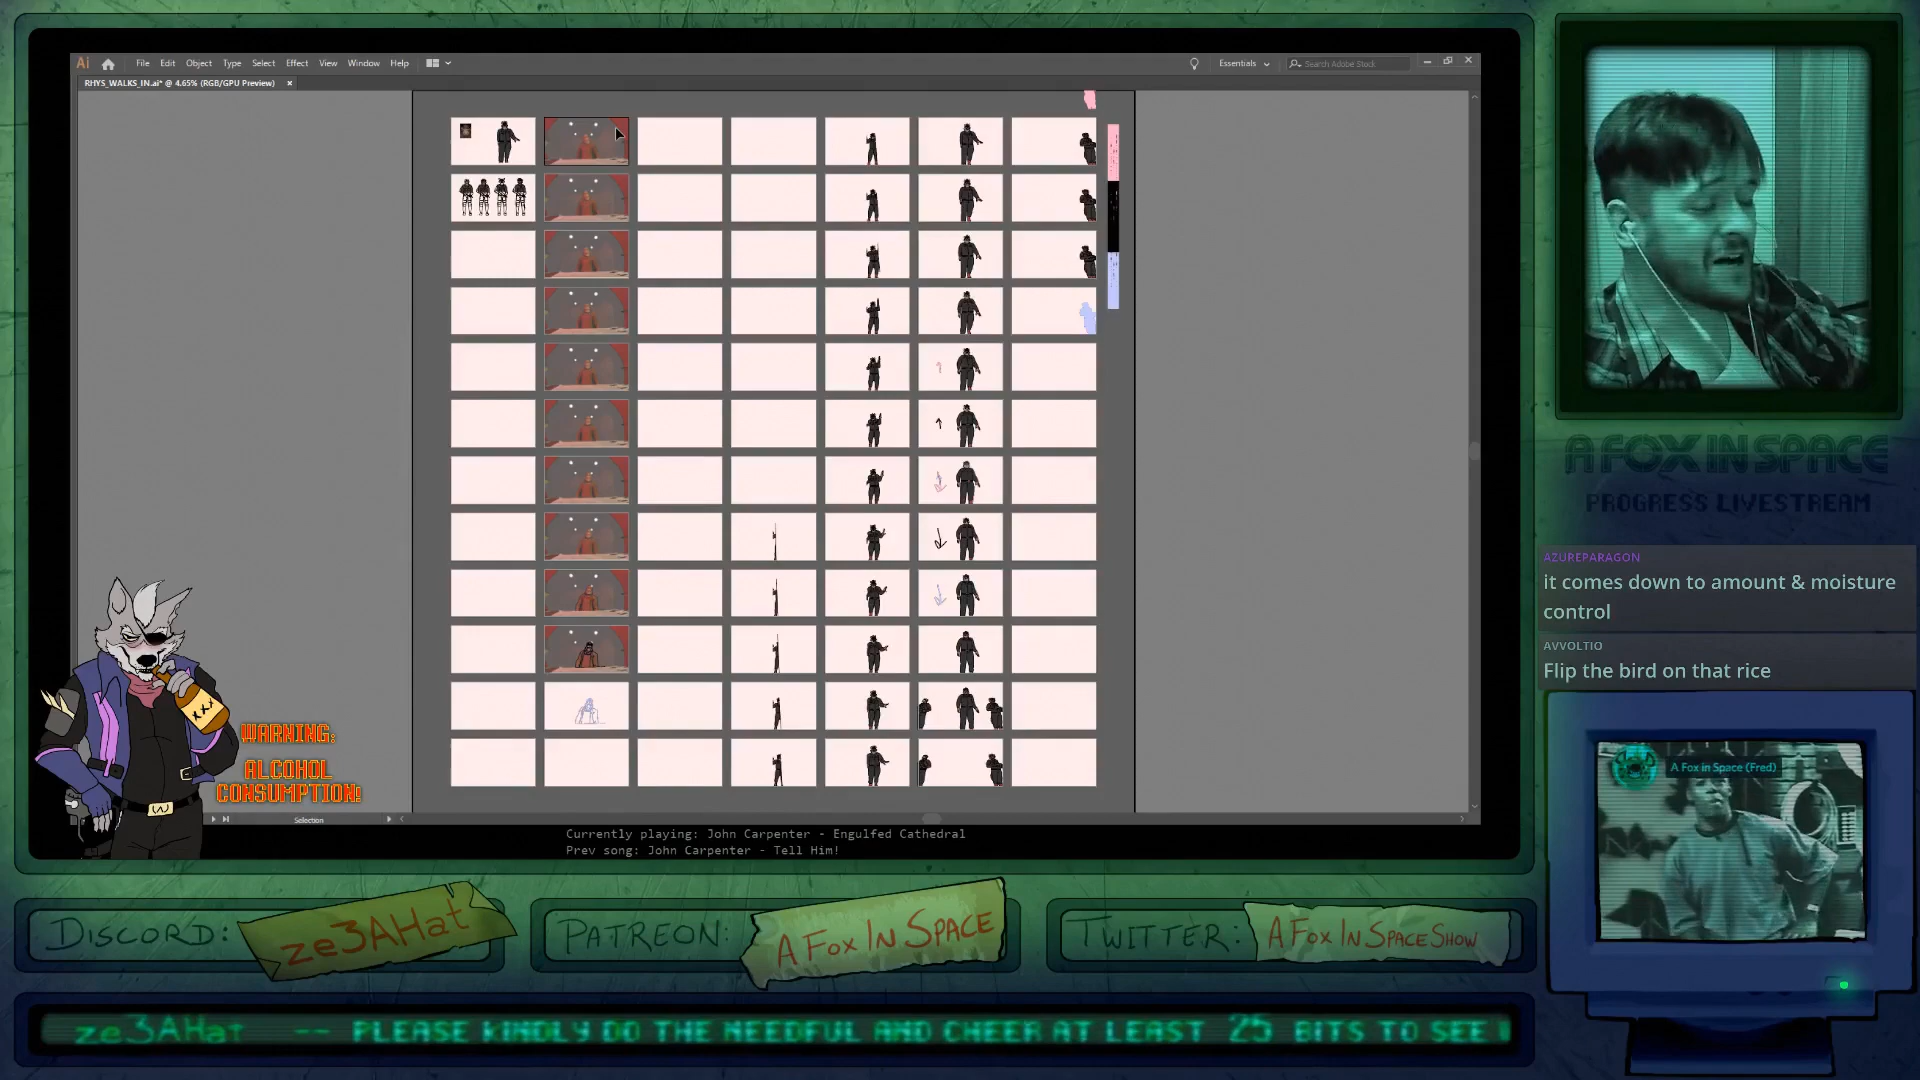 Ai File Edit Object Type Select Effect View Window Help Essentials Search Adobe Stock
RHYS_WALKS_IN.ai* @ 4.65% (RGB/GPU Preview)
A FOX IN SPACE
PROGRESS LIVESTREAM
AZUREPARAGON
it comes down to amount & moisture
control
AVVOLTIO
Flip the bird on that rice
WARNING:
ALCOHOL
CONSUMPTION!
XXX
Selection
A Fox in Space (Fred)
Currently playing: John Carpenter - Engulfed Cathedral
Prev song: John Carpenter - Tell Him!
DISCORD: ze3AHat
PATREON: A FOX IN SPACE
TWITTER: A FOX IN SPACE SHOW
ze3AHat -- PLEASE KINDLY DO THE NEEDFUL AND CHEER AT LEAST 25 BITS TO SEE